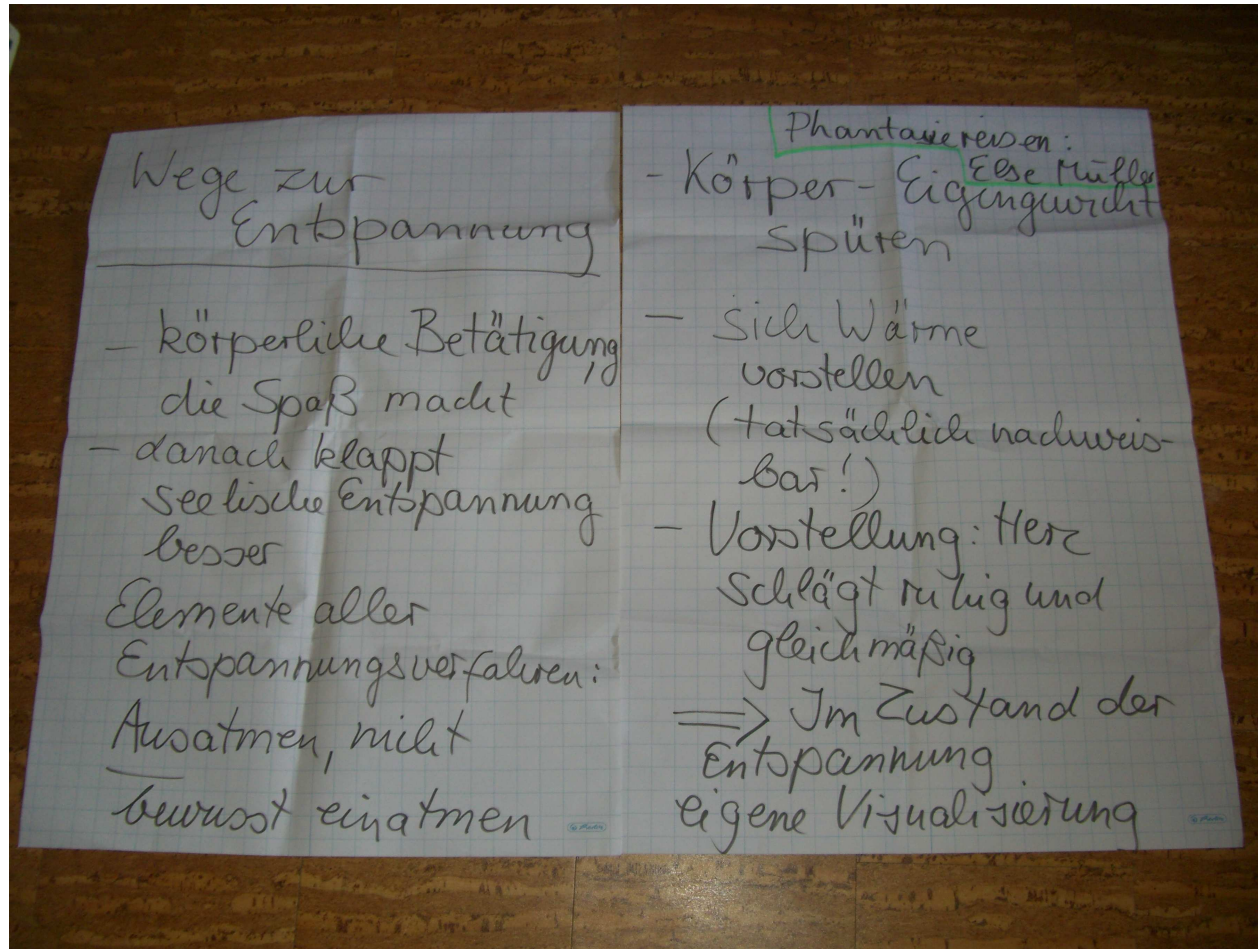 Wege zur
Entspannung
- körperliche Betätigung,
die Spaß macht
- danach klappt
seelische Entspannung
besser
Elemente aller
Entspannungsverfahren:
Ausatmen, nicht
bewusst einatmen
Phantasiereisen:
Else Müller
- Körper - Eigengewicht
spüren
- sich Wärme
vorstellen
(tatsächlich nachweis-
bar!)
- Vorstellung: Herz
schlägt ruhig und
gleichmäßig
⇒ Im Zustand der
Entspannung
eigene Visualisierung